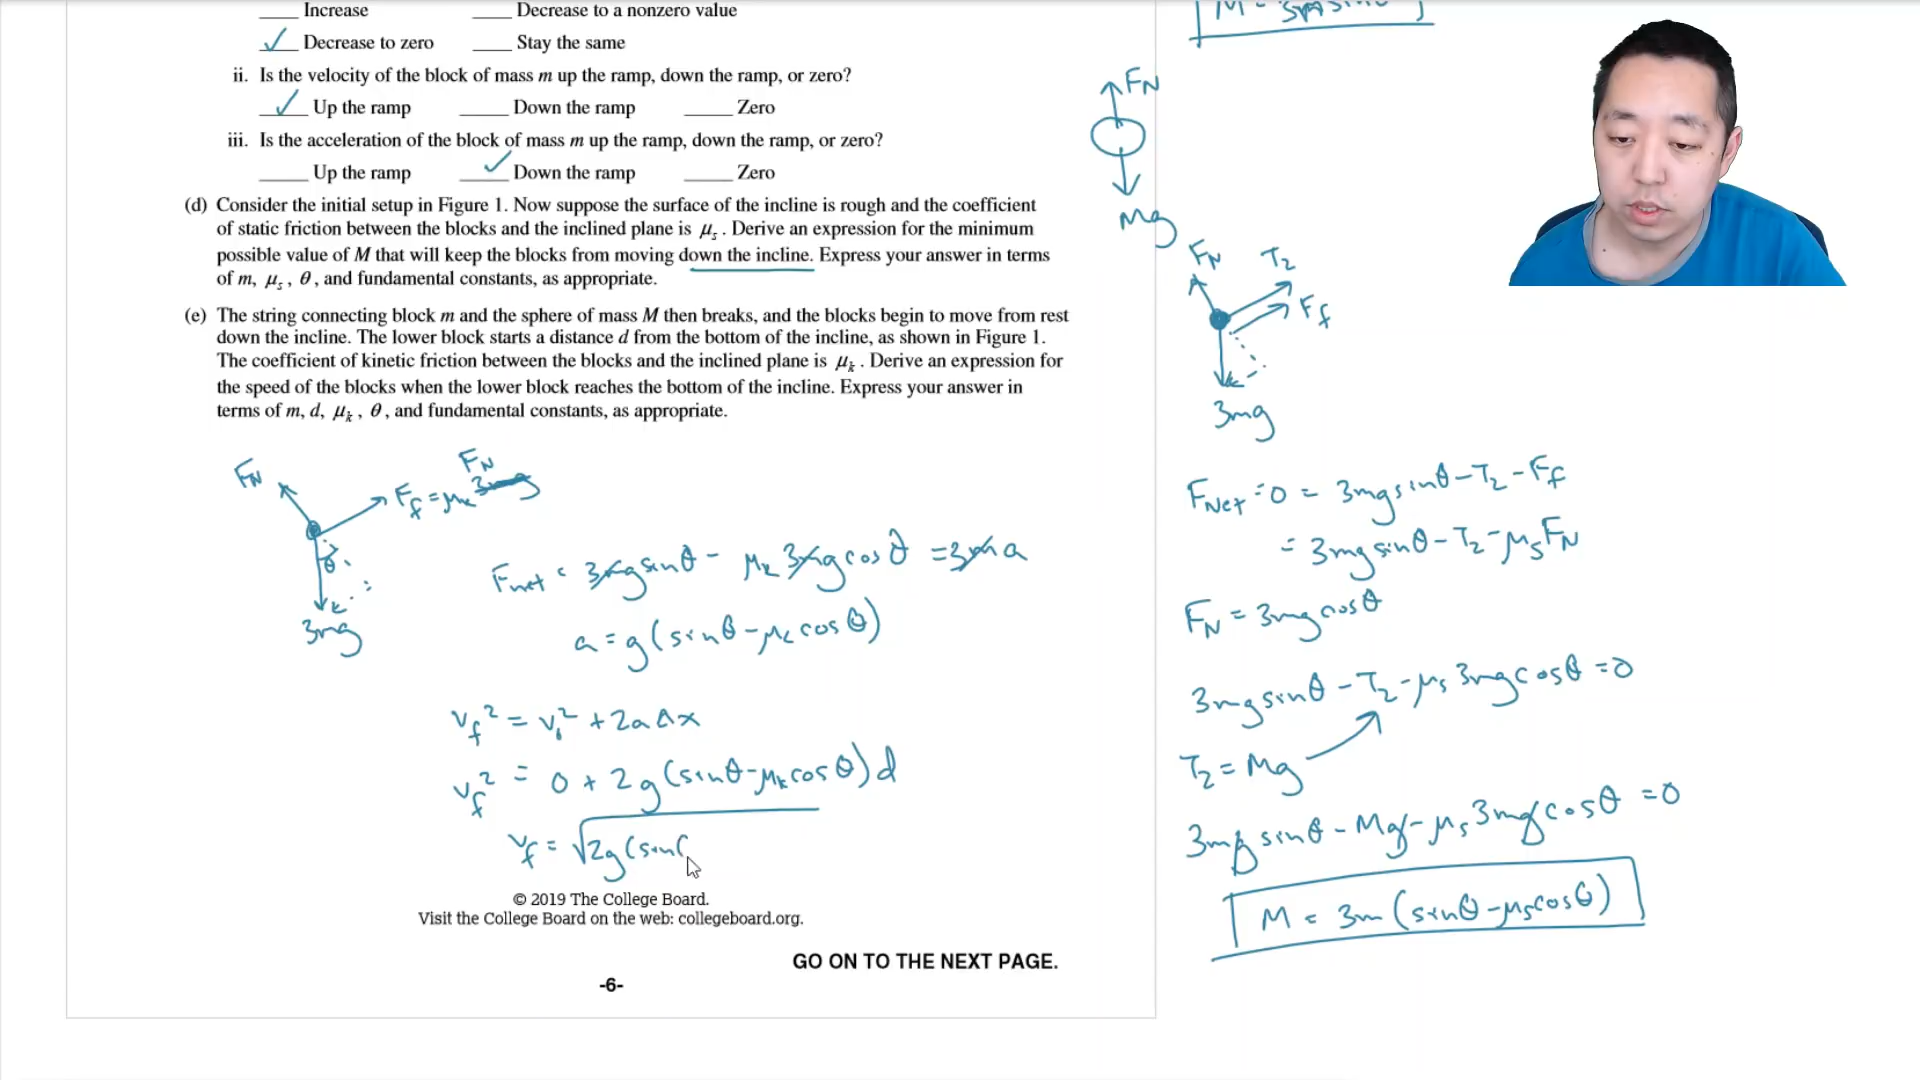 ____ Increase ____ Decrease to a nonzero value
✓ Decrease to zero ____ Stay the same
ii. Is the velocity of the block of mass m up the ramp, down the ramp, or zero?
✓ Up the ramp ____ Down the ramp ____ Zero
iii. Is the acceleration of the block of mass m up the ramp, down the ramp, or zero?
____ Up the ramp ✓ Down the ramp ____ Zero
(d) Consider the initial setup in Figure 1. Now suppose the surface of the incline is rough and the coefficient
of static friction between the blocks and the inclined plane is μs . Derive an expression for the minimum
possible value of M that will keep the blocks from moving down the incline. Express your answer in terms
of m, μs , θ , and fundamental constants, as appropriate.
(e) The string connecting block m and the sphere of mass M then breaks, and the blocks begin to move from rest
down the incline. The lower block starts a distance d from the bottom of the incline, as shown in Figure 1.
The coefficient of kinetic friction between the blocks and the inclined plane is μk . Derive an expression for
the speed of the blocks when the lower block reaches the bottom of the incline. Express your answer in
terms of m, d, μk , θ , and fundamental constants, as appropriate.
FN
FN
Ff = μk 3mg
θ
3mg
Fnet = 3mg sinθ - μk 3mg cosθ = 3ma
a = g(sinθ - μk cosθ)
vf² = vi² + 2aΔx
vf² = 0 + 2g(sinθ - μk cosθ)d
vf = √2g(sin(
© 2019 The College Board.
Visit the College Board on the web: collegeboard.org.
GO ON TO THE NEXT PAGE.
-6-
FN
Mg
FN
T2
Ff
3mg
FNet = 0 = 3mg sinθ - T2 - Ff
= 3mg sinθ - T2 - μs FN
FN = 3mg cosθ
3mg sinθ - T2 - μs 3mg cosθ = 0
T2 = Mg
3mg sinθ - Mg - μs 3mg cosθ = 0
M = 3m (sinθ - μs cosθ)